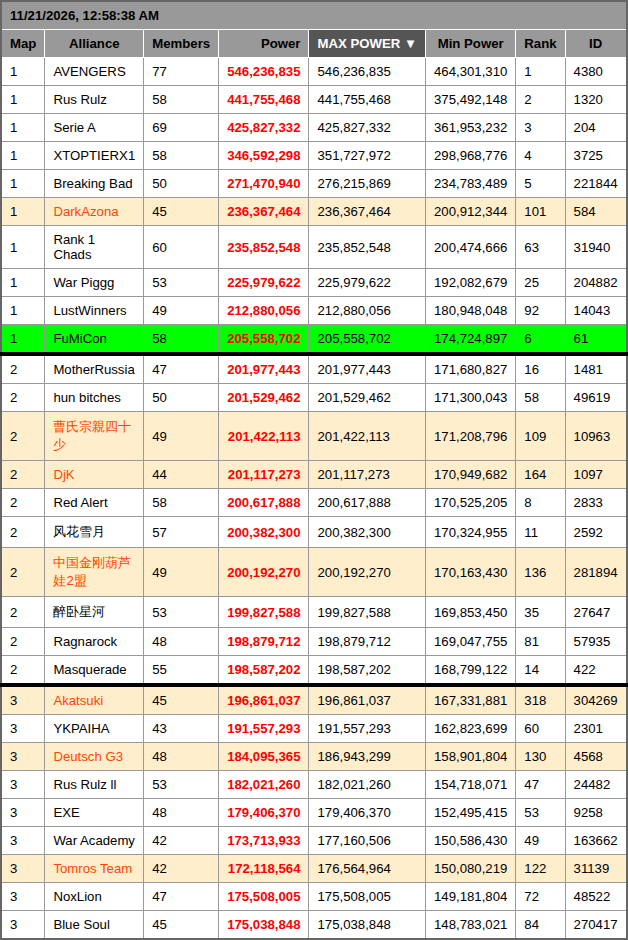 11/21/2026, 12:58:38 AM
Map Alliance Members Power MAX POWER ▼ Min Power Rank ID
1 AVENGERS 77 546,236,835 546,236,835 464,301,310 1 4380
1 Rus Rulz 58 441,755,468 441,755,468 375,492,148 2 1320
1 Serie A 69 425,827,332 425,827,332 361,953,232 3 204
1 XTOPTIERX1 58 346,592,298 351,727,972 298,968,776 4 3725
1 Breaking Bad 50 271,470,940 276,215,869 234,783,489 5 221844
1 DarkAzona 45 236,367,464 236,367,464 200,912,344 101 584
1 Rank 1
Chads 60 235,852,548 235,852,548 200,474,666 63 31940
1 War Piggg 53 225,979,622 225,979,622 192,082,679 25 204882
1 LustWinners 49 212,880,056 212,880,056 180,948,048 92 14043
1 FuMiCon 58 205,558,702 205,558,702 174,724,897 6 61
2 MotherRussia 47 201,977,443 201,977,443 171,680,827 16 1481
2 hun bitches 50 201,529,462 201,529,462 171,300,043 58 49619
2 曹氏宗親四十
少 49 201,422,113 201,422,113 171,208,796 109 10963
2 DjK 44 201,117,273 201,117,273 170,949,682 164 1097
2 Red Alert 58 200,617,888 200,617,888 170,525,205 8 2833
2 风花雪月 57 200,382,300 200,382,300 170,324,955 11 2592
2 中国金刚葫芦
娃2盟 49 200,192,270 200,192,270 170,163,430 136 281894
2 醉卧星河 53 199,827,588 199,827,588 169,853,450 35 27647
2 Ragnarock 48 198,879,712 198,879,712 169,047,755 81 57935
2 Masquerade 55 198,587,202 198,587,202 168,799,122 14 422
3 Akatsuki 45 196,861,037 196,861,037 167,331,881 318 304269
3 YKPAIHA 43 191,557,293 191,557,293 162,823,699 60 2301
3 Deutsch G3 48 184,095,365 186,943,299 158,901,804 130 4568
3 Rus Rulz ll 53 182,021,260 182,021,260 154,718,071 47 24482
3 EXE 48 179,406,370 179,406,370 152,495,415 53 9258
3 War Academy 42 173,713,933 177,160,506 150,586,430 49 163662
3 Tomros Team 42 172,118,564 176,564,964 150,080,219 122 31139
3 NoxLion 47 175,508,005 175,508,005 149,181,804 72 48522
3 Blue Soul 45 175,038,848 175,038,848 148,783,021 84 270417